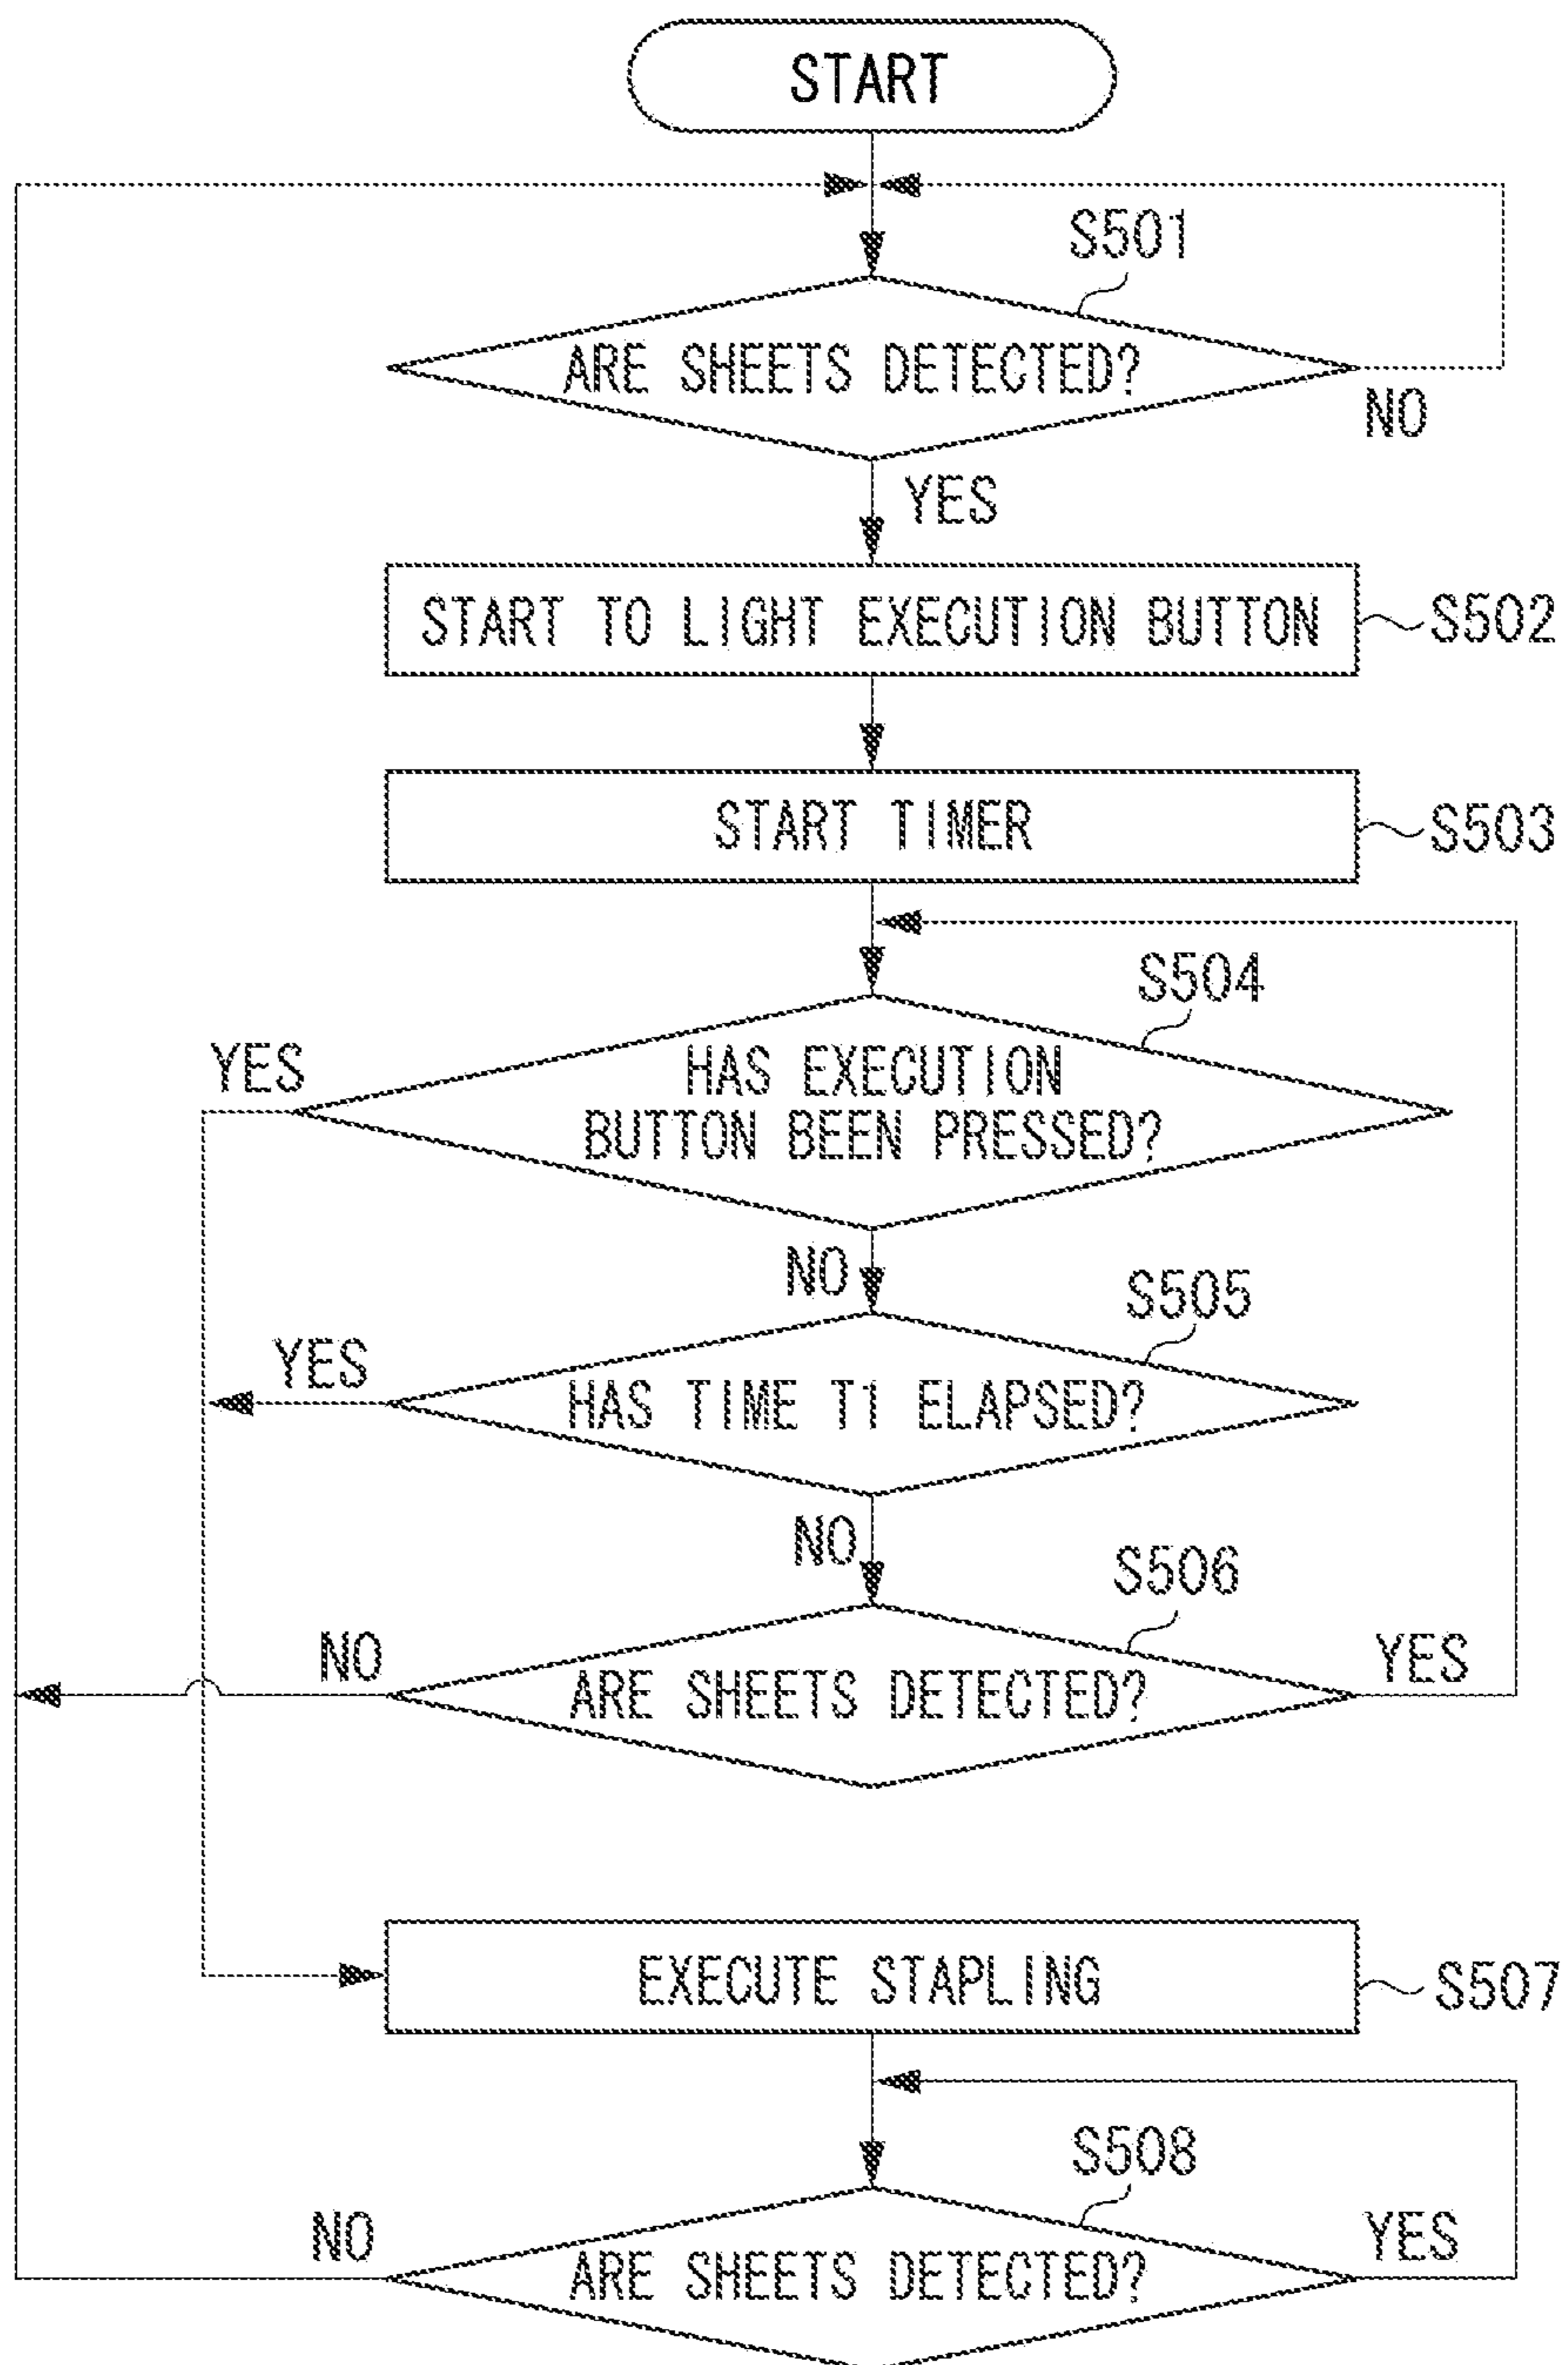 START
S501
ARE SHEETS DETECTED?
NO
YES
START TO LIGHT EXECUTION BUTTON
S502
START TIMER
S503
S504
YES
HAS EXECUTION
BUTTON BEEN PRESSED?
NO
S505
YES
HAS TIME T1 ELAPSED?
NO
S506
NO
YES
ARE SHEETS DETECTED?
EXECUTE STAPLING
S507
S508
NO
YES
ARE SHEETS DETECTED?